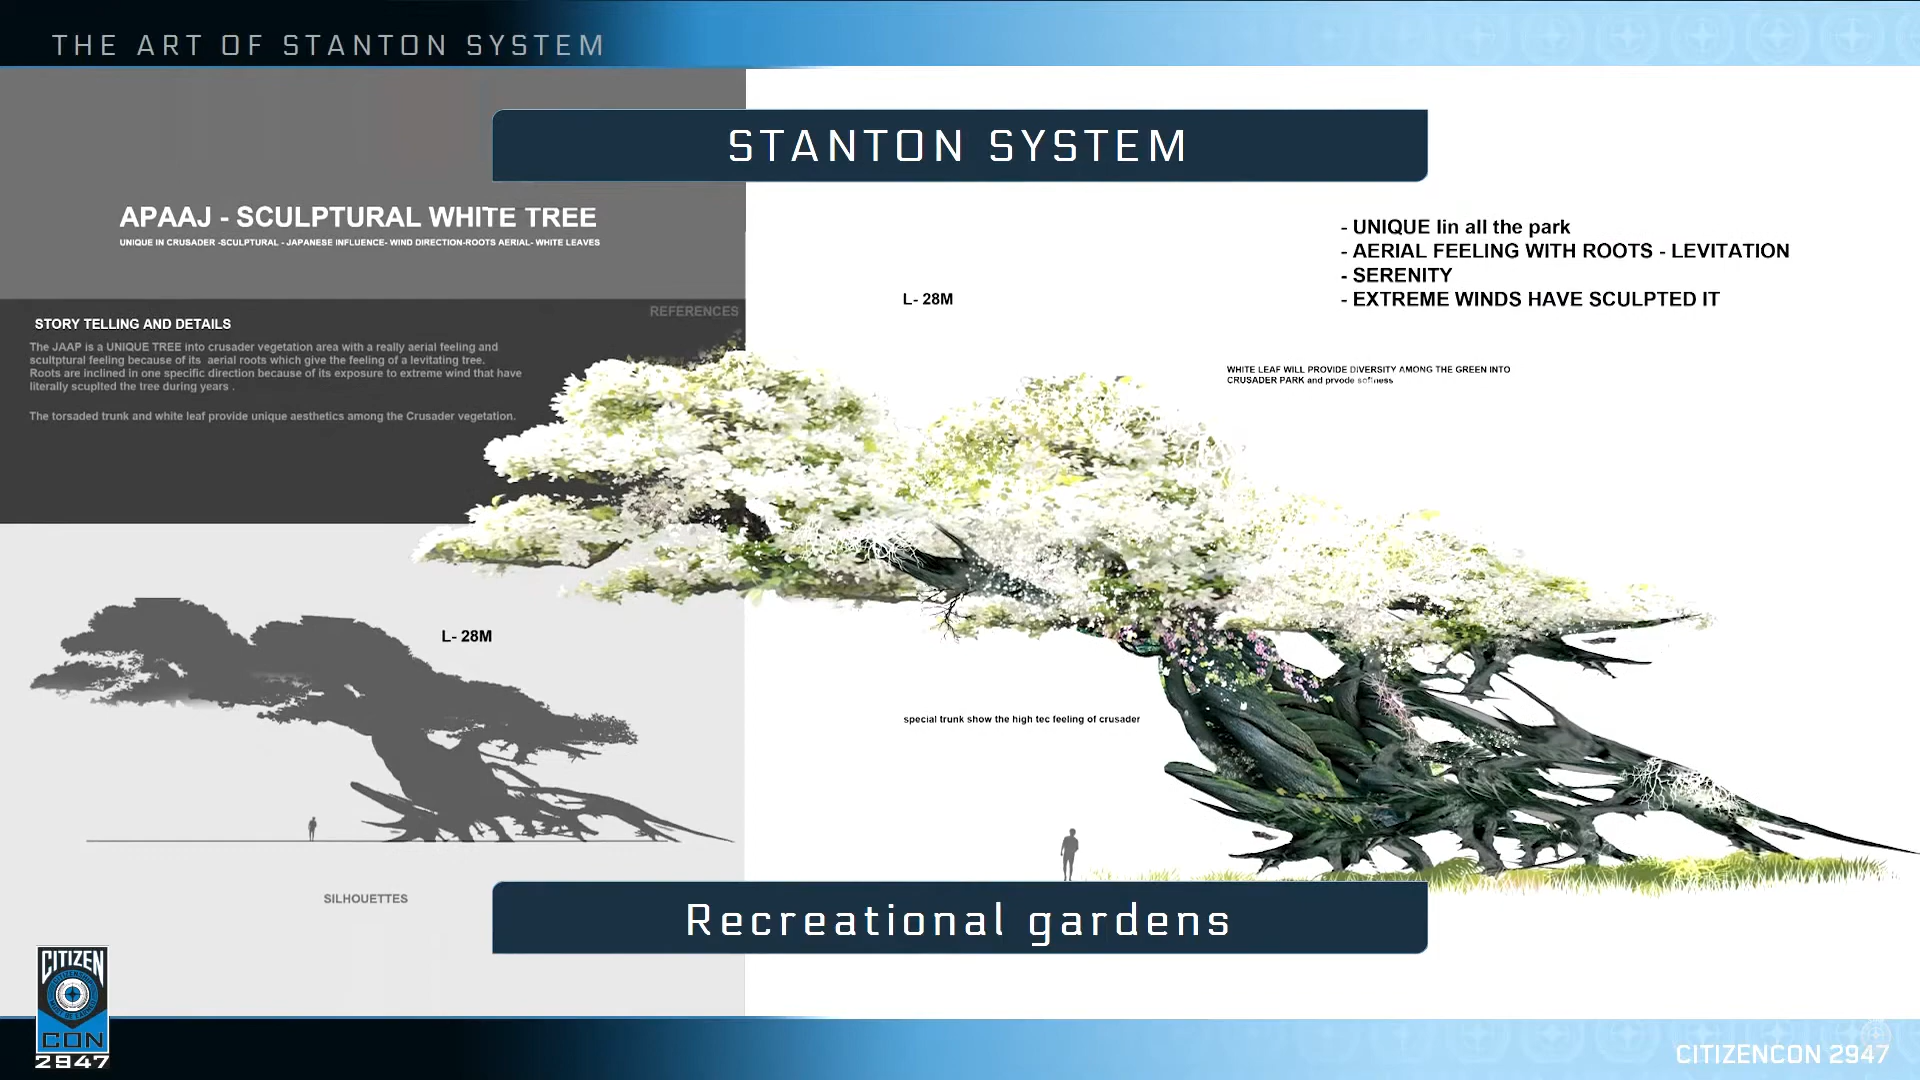 THE ART OF STANTON SYSTEM
STANTON SYSTEM
APAAJ - SCULPTURAL WHITE TREE
UNIQUE IN CRUSADER -SCULPTURAL - JAPANESE INFLUENCE- WIND DIRECTION-ROOTS AERIAL- WHITE LEAVES
REFERENCES
STORY TELLING AND DETAILS
The JAAP is a UNIQUE TREE into crusader vegetation area with a really aerial feeling and
scultptural feeling because of its aerial roots which give the feeling of a levitating tree.
Roots are inclined in one specific direction because of its exposure to extreme wind that have
literally scuplted the tree during years .
The torsaded trunk and white leaf provide unique aesthetics among the Crusader vegetation.
- UNIQUE Iin all the park
- AERIAL FEELING WITH ROOTS - LEVITATION
- SERENITY
- EXTREME WINDS HAVE SCULPTED IT
L- 28M
WHITE LEAF WILL PROVIDE DIVERSITY AMONG THE GREEN INTO
CRUSADER PARK and prvode softness
L- 28M
special trunk show the high tec feeling of crusader
SILHOUETTES
Recreational gardens
CITIZEN
CON
2947
CITIZENCON 2947